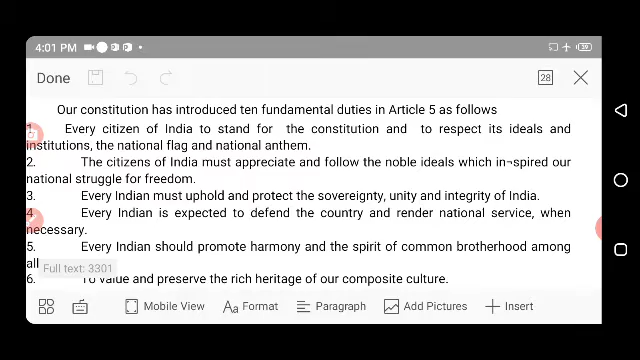 4:01 PM
39
Done
28
Our constitution has introduced ten fundamental duties in Article 5 as follows
1. Every citizen of India to stand for the constitution and to respect its ideals and
institutions, the national flag and national anthem.
2. The citizens of India must appreciate and follow the noble ideals which in¬spired our
national struggle for freedom.
3. Every Indian must uphold and protect the sovereignty, unity and integrity of India.
4. Every Indian is expected to defend the country and render national service, when
necessary.
5. Every Indian should promote harmony and the spirit of common brotherhood among
all
Full text: 3301
6. To value and preserve the rich heritage of our composite culture.
Mobile View
Aa Format
Paragraph
Add Pictures
Insert